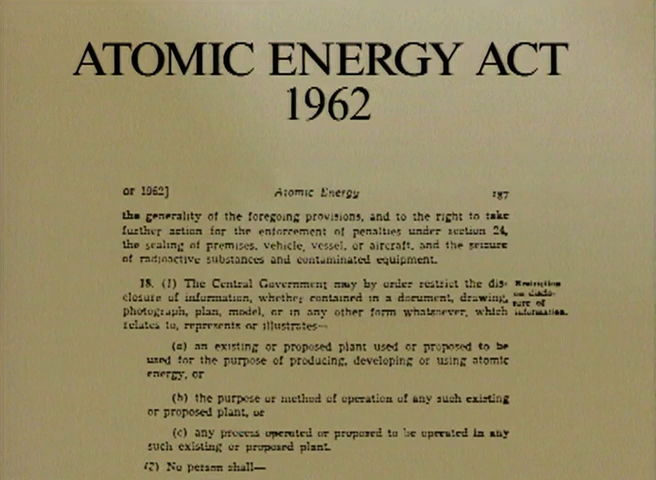 ATOMIC ENERGY ACT
1962
or 1962] Atomic Energy 187
the generality of the foregoing provisions, and to the right to take
further action for the enforcement of penalties under section 24,
the sealing of premises, vehicle, vessel, or aircraft, and the seizure
of radioactive substances and contaminated equipment.
18. (1) The Central Government may by order restrict the dis-
closure of information, whether contained in a document, drawing,
photograph, plan, model, or in any other form whatsoever, which
relates to, represents or illustrates—
Restriction
on disclo-
sure of
information.
(a) an existing or proposed plant used or proposed to be
used for the purpose of producing, developing or using atomic
energy, or
(b) the purpose or method of operation of any such existing
or proposed plant, or
(c) any process operated or proposed to be operated in any
such existing or proposed plant.
(2) No person shall—